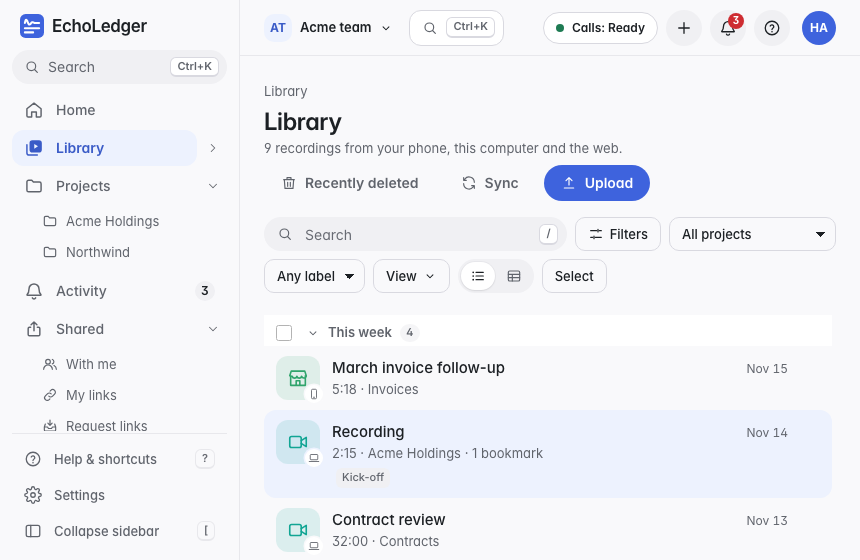 EchoLedger
Search Ctrl+K
Home
Library
Projects
Acme Holdings
Northwind
Activity 3
Shared
With me
My links
Request links
Help & shortcuts ?
Settings
Collapse sidebar [
AT Acme team Ctrl+K Calls: Ready 3 HA
Library
Library
9 recordings from your phone, this computer and the web.
Recently deleted Sync Upload
Search / Filters All projects
Any label View Select
This week 4
March invoice follow-up Nov 15
5:18 · Invoices
Recording Nov 14
2:15 · Acme Holdings · 1 bookmark
Kick-off
Contract review Nov 13
32:00 · Contracts